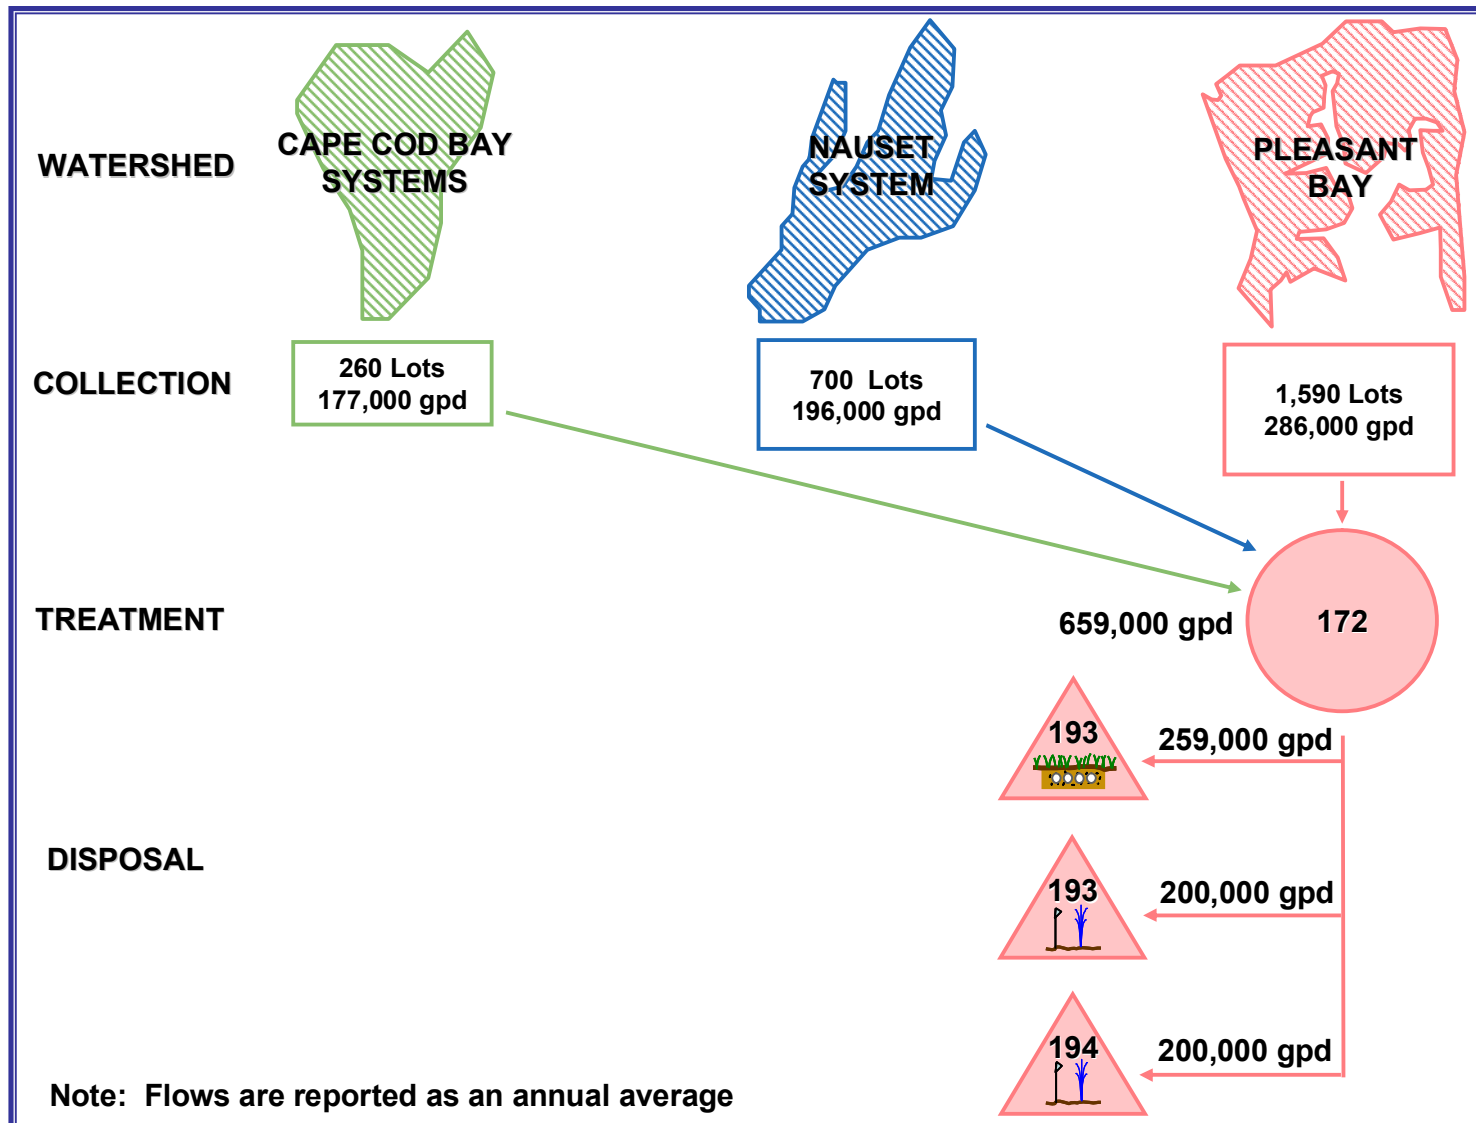 WATERSHED
CAPE COD BAY
SYSTEMS
NAUSET
SYSTEM
PLEASANT
BAY
COLLECTION
260 Lots
177,000 gpd
700 Lots
196,000 gpd
1,590 Lots
286,000 gpd
TREATMENT
659,000 gpd
172
DISPOSAL
193
259,000 gpd
193
200,000 gpd
194
200,000 gpd
Note: Flows are reported as an annual average